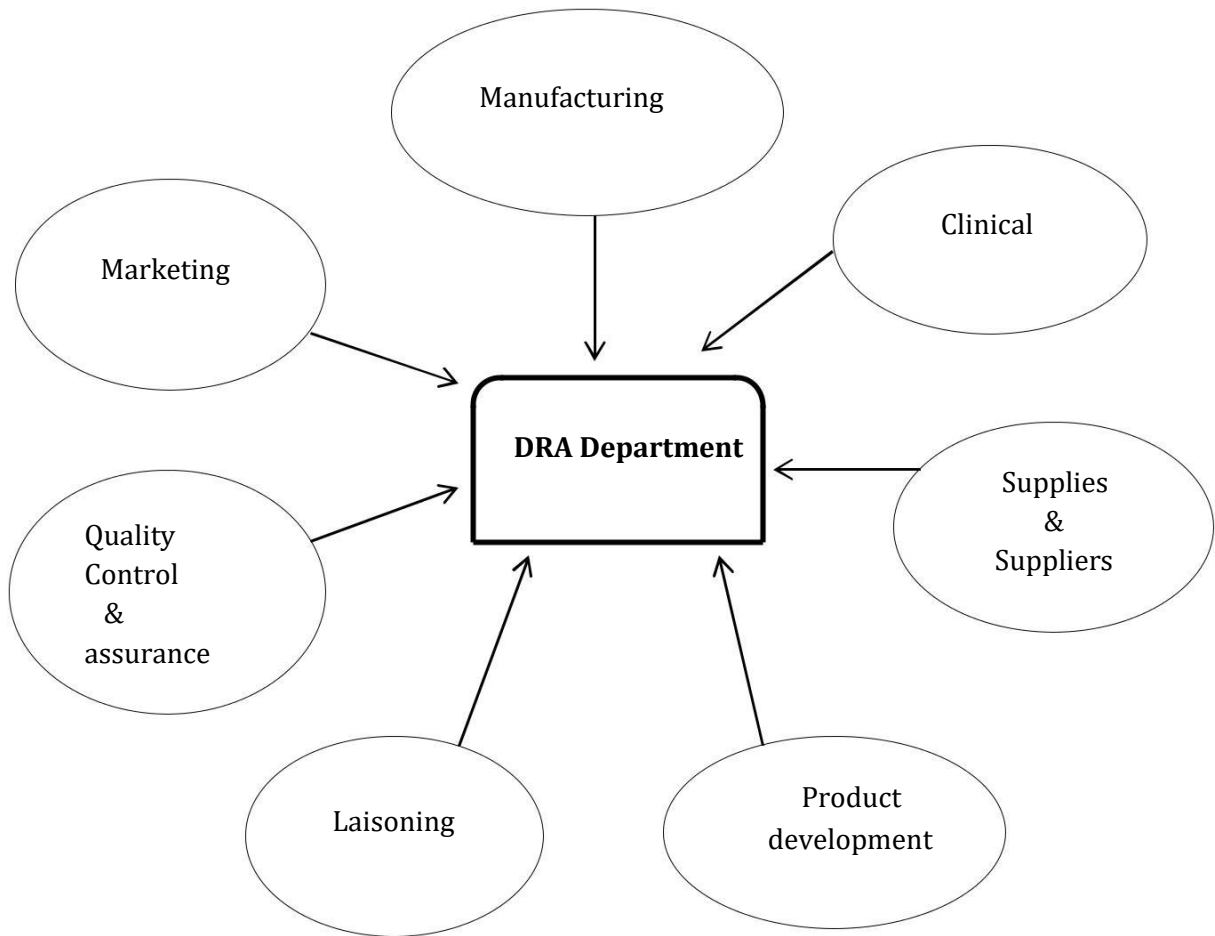 Manufacturing
Clinical
Marketing
DRA Department
Supplies
&
Suppliers
Quality
Control
&
assurance
Laisoning
Product
development